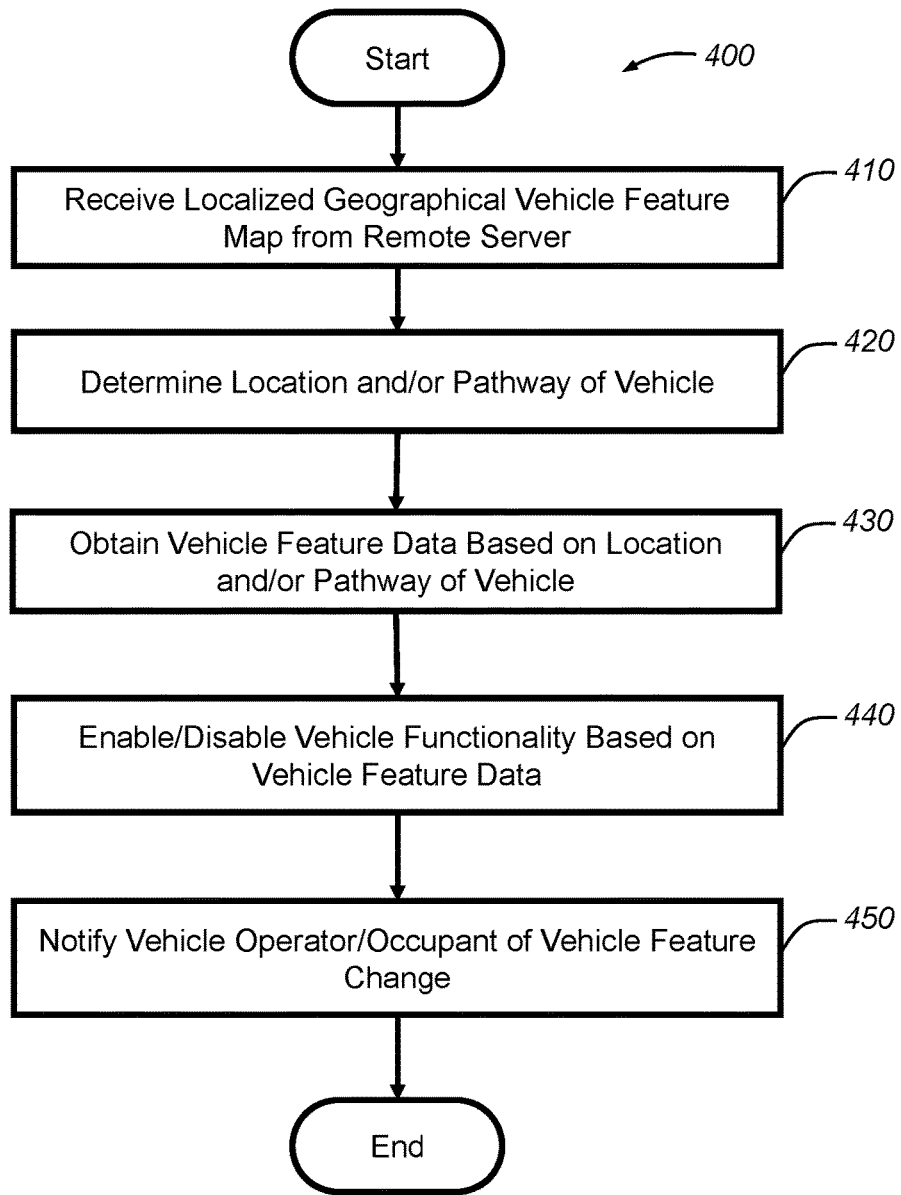 Start
400
410
Receive Localized Geographical Vehicle Feature
Map from Remote Server
420
Determine Location and/or Pathway of Vehicle
430
Obtain Vehicle Feature Data Based on Location
and/or Pathway of Vehicle
440
Enable/Disable Vehicle Functionality Based on
Vehicle Feature Data
450
Notify Vehicle Operator/Occupant of Vehicle Feature
Change
End